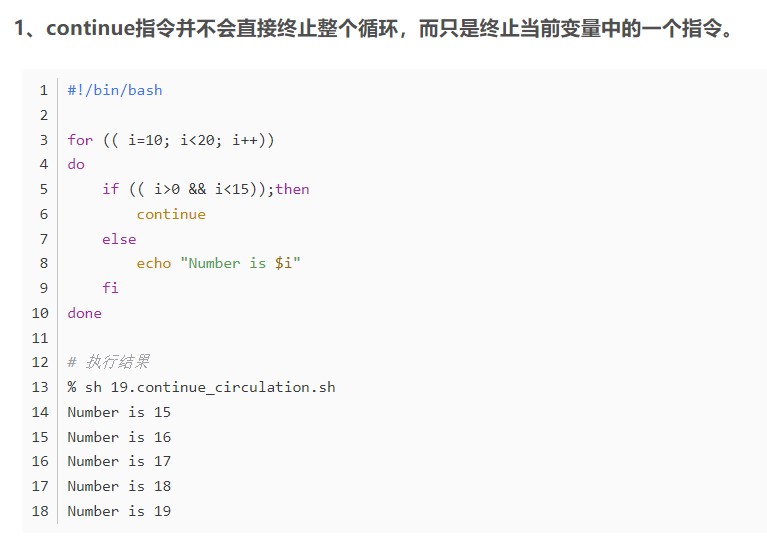 1、continue指令并不会直接终止整个循环，而只是终止当前变量中的一个指令。
1 #!/bin/bash
2
3 for (( i=10; i<20; i++))
4 do
5     if (( i>0 && i<15));then
6         continue
7     else
8         echo "Number is $i"
9     fi
10 done
11
12 # 执行结果
13 % sh 19.continue_circulation.sh
14 Number is 15
15 Number is 16
16 Number is 17
17 Number is 18
18 Number is 19